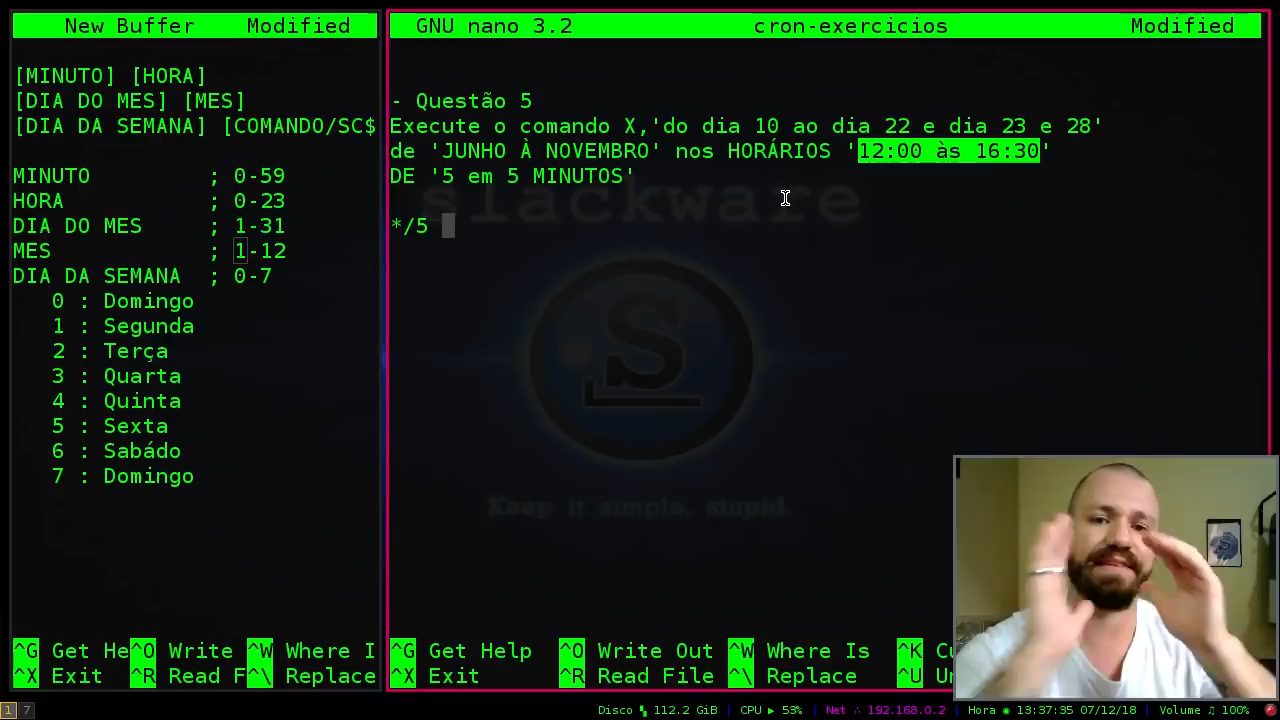 New Buffer Modified
[MINUTO] [HORA]
[DIA DO MES] [MES]
[DIA DA SEMANA] [COMANDO/SC$
MINUTO ; 0-59
HORA ; 0-23
DIA DO MES ; 1-31
MES ; 1-12
DIA DA SEMANA ; 0-7
0 : Domingo
1 : Segunda
2 : Terça
3 : Quarta
4 : Quinta
5 : Sexta
6 : Sabádo
7 : Domingo
^G Get He^O Write ^W Where I
^X Exit ^R Read F^\ Replace
GNU nano 3.2 cron-exercicios Modified
- Questão 5
Execute o comando X,'do dia 10 ao dia 22 e dia 23 e 28'
de 'JUNHO À NOVEMBRO' nos HORÁRIOS '12:00 às 16:30'
DE '5 em 5 MINUTOS'
*/5
slackware
S
Keep it simple, stupid.
^G Get Help ^O Write Out ^W Where Is ^K
^X Exit ^R Read File ^\ Replace ^U
1 7 Disco 112.2 GiB | CPU ▶ 53% | Net 192.168.0.2 | Hora ◉ 13:37:35 07/12/18 | Volume ♫ 100%